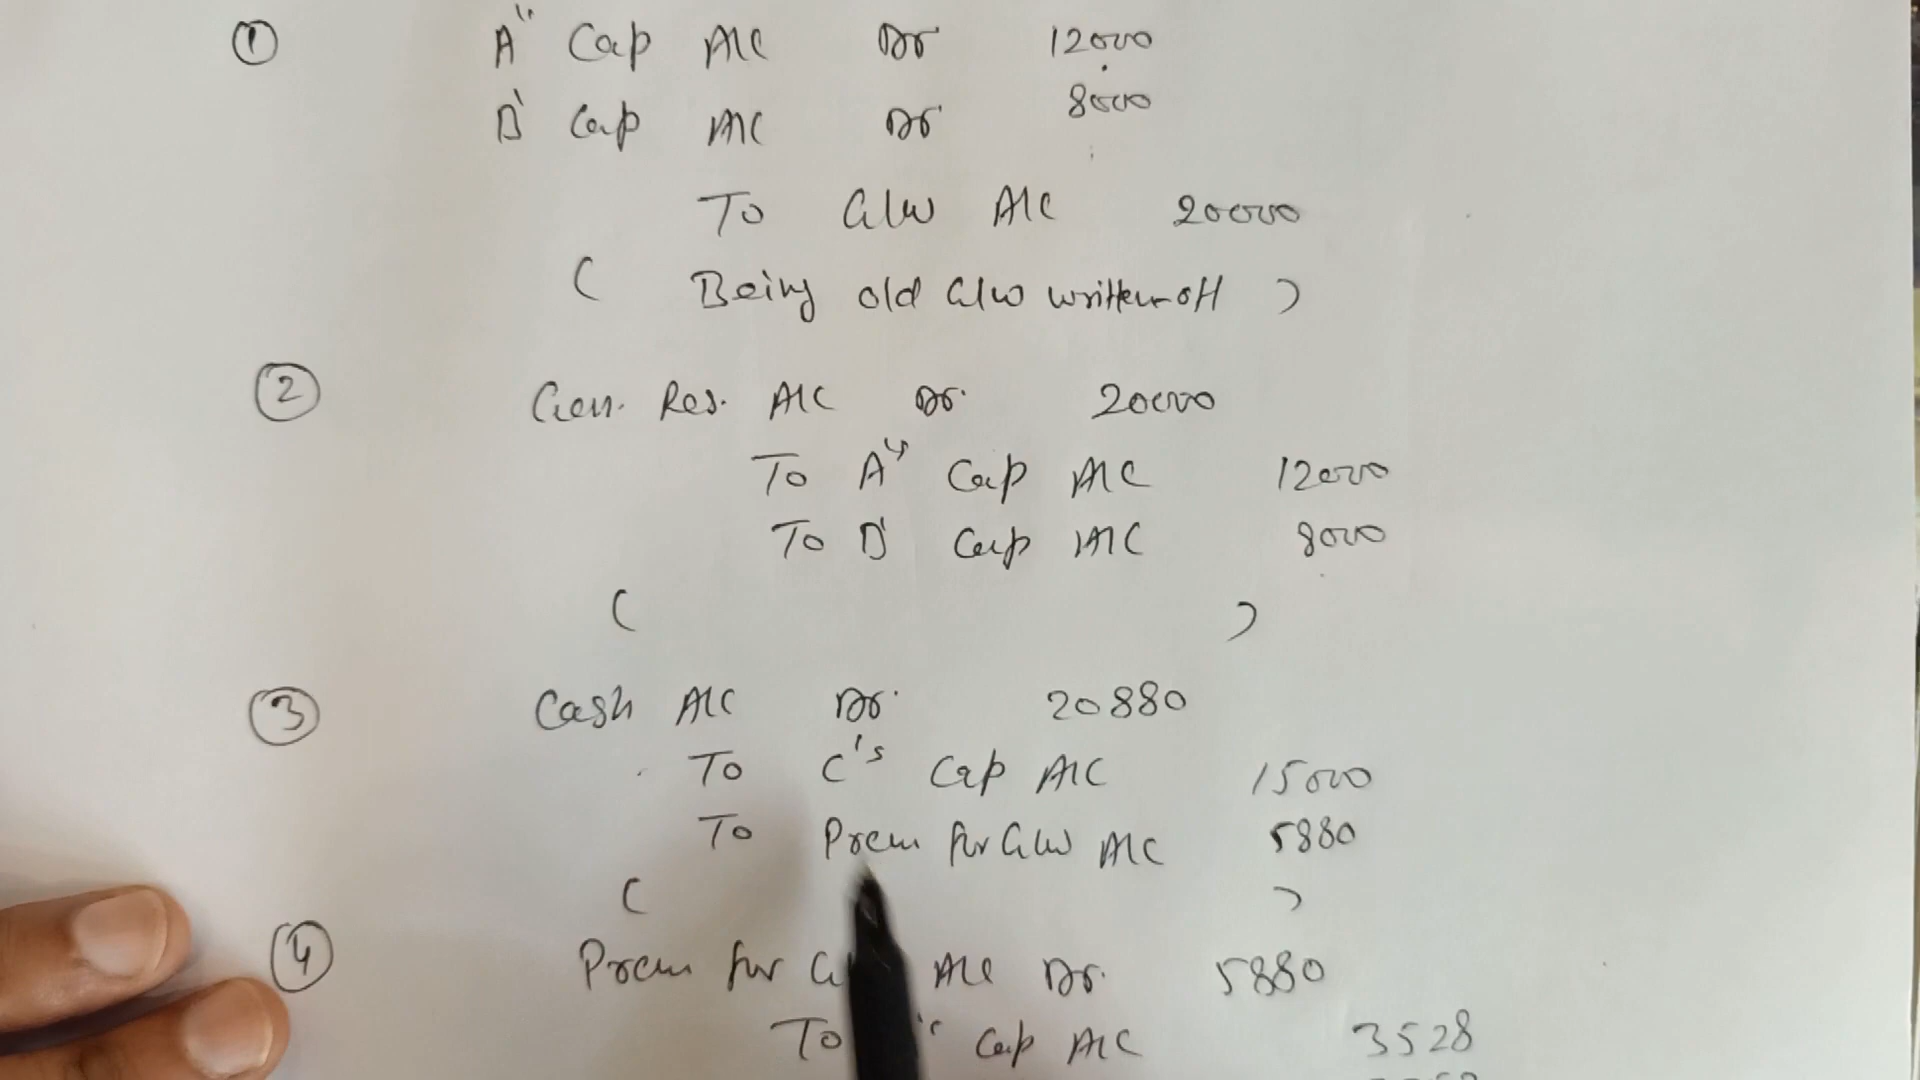 ① A's Cap A/C Dr 12000
B' Cap A/C Dr 8000
To G/W A/C 20000
( Being old G/W written off )
② Gen. Res. A/C Dr. 20000
To A's Cap A/C 12000
To B' Cap A/C 8000
( )
③ Cash A/C Dr. 20880
To C's Cap A/C 15000
To Prem for G/W A/C 5880
( )
④ Prem for G A/C Dr. 5880
To Cap A/C 3528